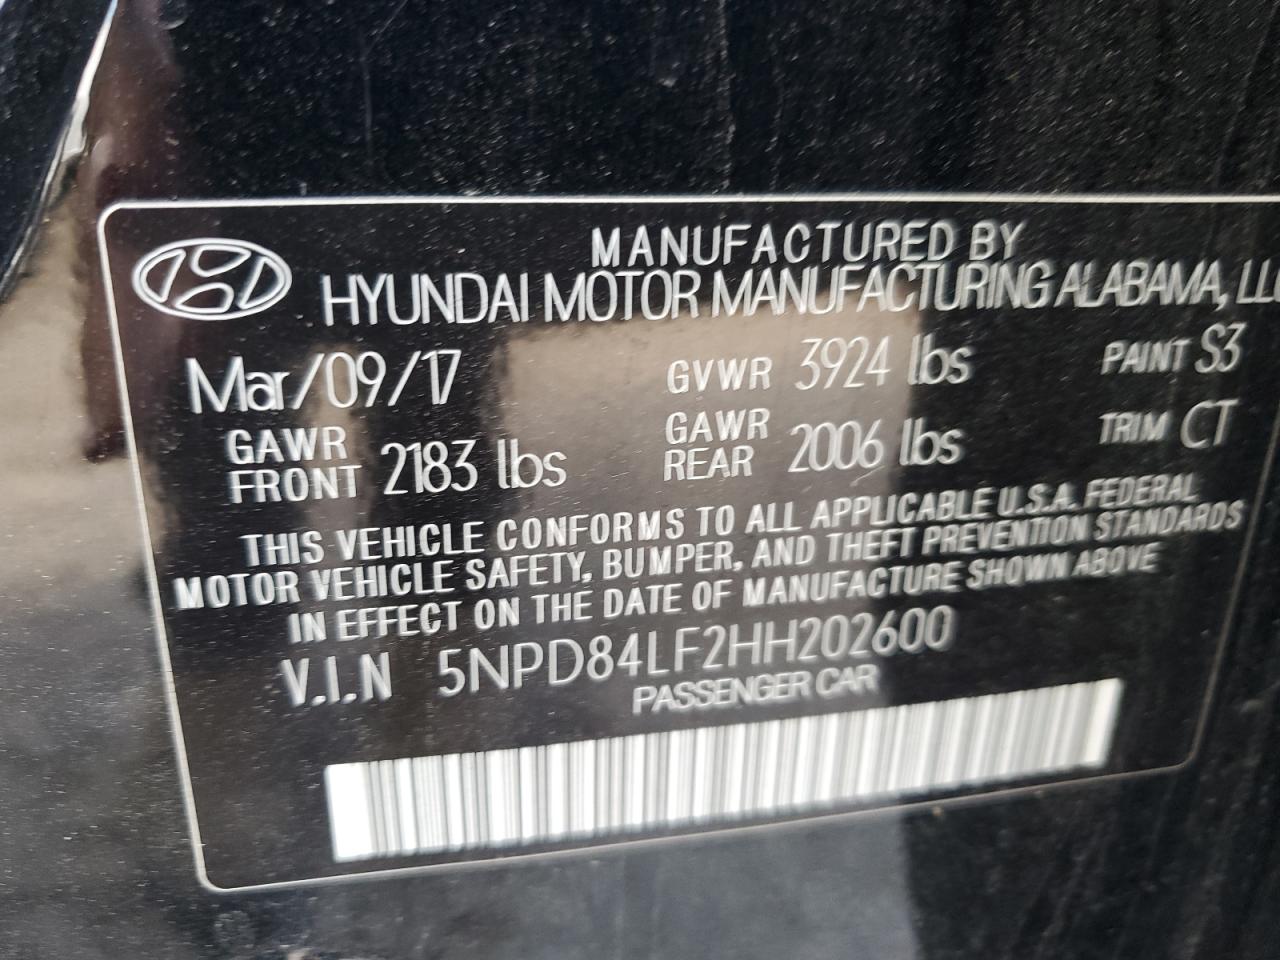 MANUFACTURED BY
HYUNDAI MOTOR MANUFACTURING ALABAMA, LLC
Mar/09/17 GVWR 3924 lbs PAINT S3
GAWR FRONT 2183 lbs GAWR REAR 2006 lbs TRIM CT
THIS VEHICLE CONFORMS TO ALL APPLICABLE U.S.A. FEDERAL
MOTOR VEHICLE SAFETY, BUMPER, AND THEFT PREVENTION STANDARDS
IN EFFECT ON THE DATE OF MANUFACTURE SHOWN ABOVE
V.I.N 5NPD84LF2HH202600
PASSENGER CAR